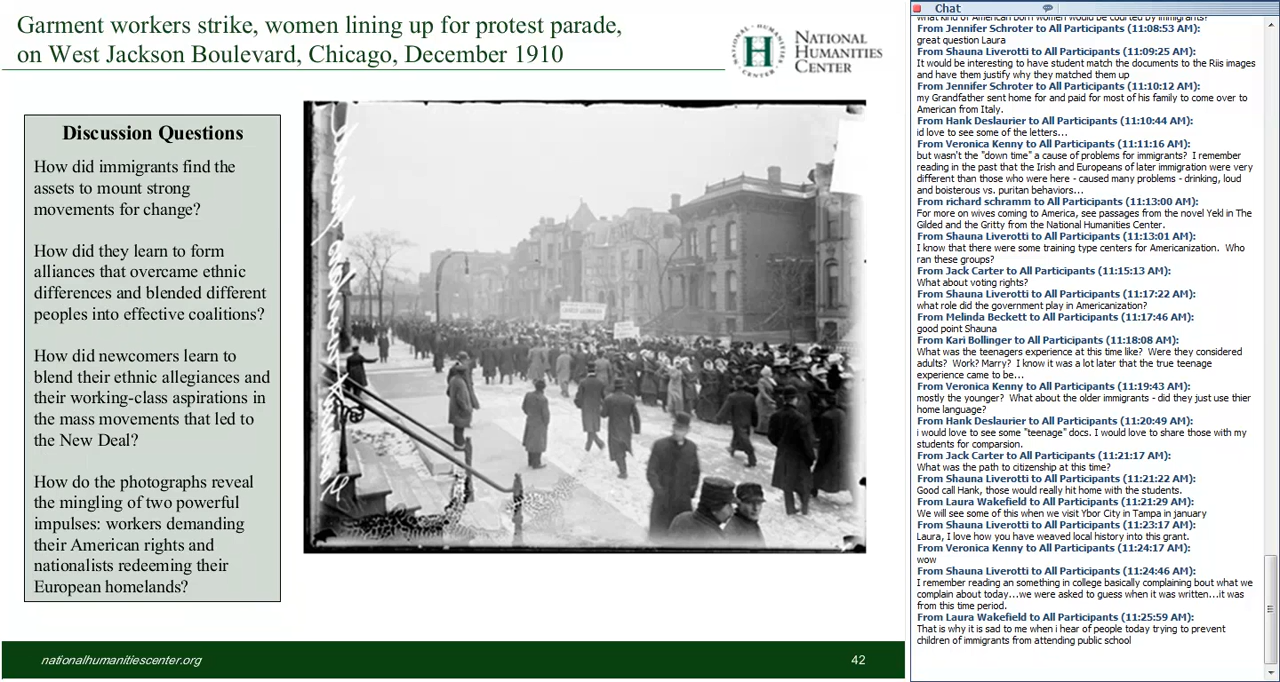 Garment workers strike, women lining up for protest parade,
on West Jackson Boulevard, Chicago, December 1910
NATIONAL
HUMANITIES
CENTER
Discussion Questions
How did immigrants find the
assets to mount strong
movements for change?
How did they learn to form
alliances that overcame ethnic
differences and blended different
peoples into effective coalitions?
How did newcomers learn to
blend their ethnic allegiances and
their working-class aspirations in
the mass movements that led to
the New Deal?
How do the photographs reveal
the mingling of two powerful
impulses: workers demanding
their American rights and
nationalists redeeming their
European homelands?
nationalhumanitiescenter.org
42
Chat
what kind of American born women would be courted by immigrants?
From Jennifer Schroter to All Participants (11:08:53 AM):
great question Laura
From Shauna Liverotti to All Participants (11:09:25 AM):
It would be interesting to have student match the documents to the Riis images
and have them justify why they matched them up
From Jennifer Schroter to All Participants (11:10:12 AM):
my Grandfather sent home for and paid for most of his family to come over to
American from Italy.
From Hank Deslaurier to All Participants (11:10:44 AM):
id love to see some of the letters...
From Veronica Kenny to All Participants (11:11:16 AM):
but wasn't the "down time" a cause of problems for immigrants? I remember
reading in the past that the Irish and Europeans of later immigration were very
different than those who were here - caused many problems - drinking, loud
and boisterous vs. puritan behaviors...
From richard schramm to All Participants (11:13:00 AM):
For more on wives coming to America, see passages from the novel Yekl in The
Gilded and the Gritty from the National Humanities Center.
From Shauna Liverotti to All Participants (11:13:01 AM):
I know that there were some training type centers for Americanization. Who
ran these groups?
From Jack Carter to All Participants (11:15:13 AM):
What about voting rights?
From Shauna Liverotti to All Participants (11:17:22 AM):
what role did the government play in Americanization?
From Melinda Beckett to All Participants (11:17:46 AM):
good point Shauna
From Kari Bollinger to All Participants (11:18:08 AM):
What was the teenagers experience at this time like? Were they considered
adults? Work? Marry? I know it was a lot later that the true teenage
experience came to be...
From Veronica Kenny to All Participants (11:19:43 AM):
mostly the younger? What about the older immigrants - did they just use thier
home language?
From Hank Deslaurier to All Participants (11:20:49 AM):
i would love to see some "teenage" docs. I would love to share those with my
students for comparsion.
From Jack Carter to All Participants (11:21:17 AM):
What was the path to citizenship at this time?
From Shauna Liverotti to All Participants (11:21:22 AM):
Good call Hank, those would really hit home with the students.
From Laura Wakefield to All Participants (11:21:29 AM):
We will see some of this when we visit Ybor City in Tampa in january
From Shauna Liverotti to All Participants (11:23:17 AM):
Laura, I love how you have weaved local history into this grant.
From Veronica Kenny to All Participants (11:24:17 AM):
wow
From Shauna Liverotti to All Participants (11:24:46 AM):
I remember reading an something in college basically complaining bout what we
complain about today...we were asked to guess when it was written...it was
from this time period.
From Laura Wakefield to All Participants (11:25:59 AM):
That is why it is sad to me when i hear of people today trying to prevent
children of immigrants from attending public school